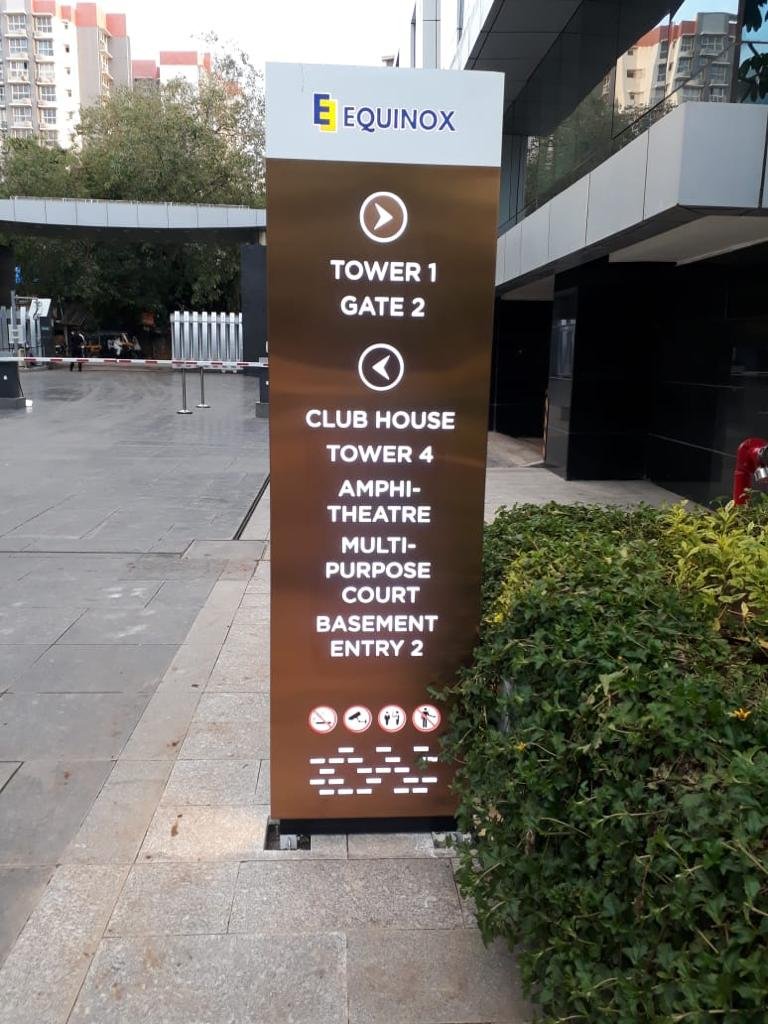 EQUINOX
TOWER 1
GATE 2
CLUB HOUSE
TOWER 4
AMPHI-
THEATRE
MULTI-
PURPOSE
COURT
BASEMENT
ENTRY 2